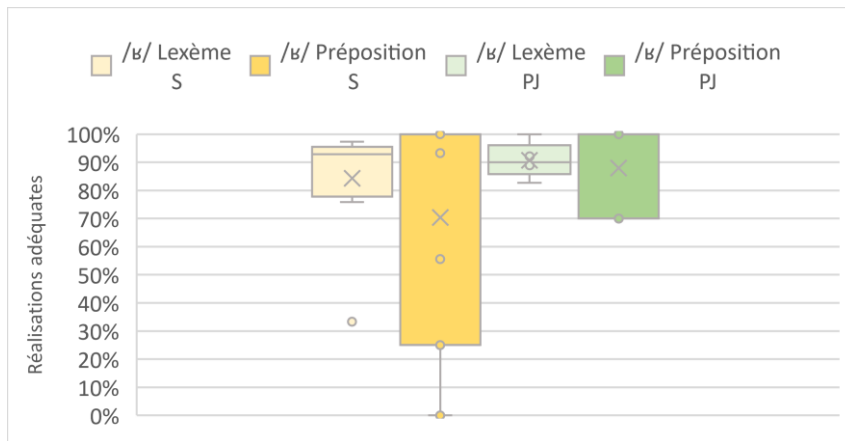 /ʁ/ Lexème S
/ʁ/ Préposition S
/ʁ/ Lexème PJ
/ʁ/ Préposition PJ
Réalisations adéquates
100%
90%
80%
70%
60%
50%
40%
30%
20%
10%
0%